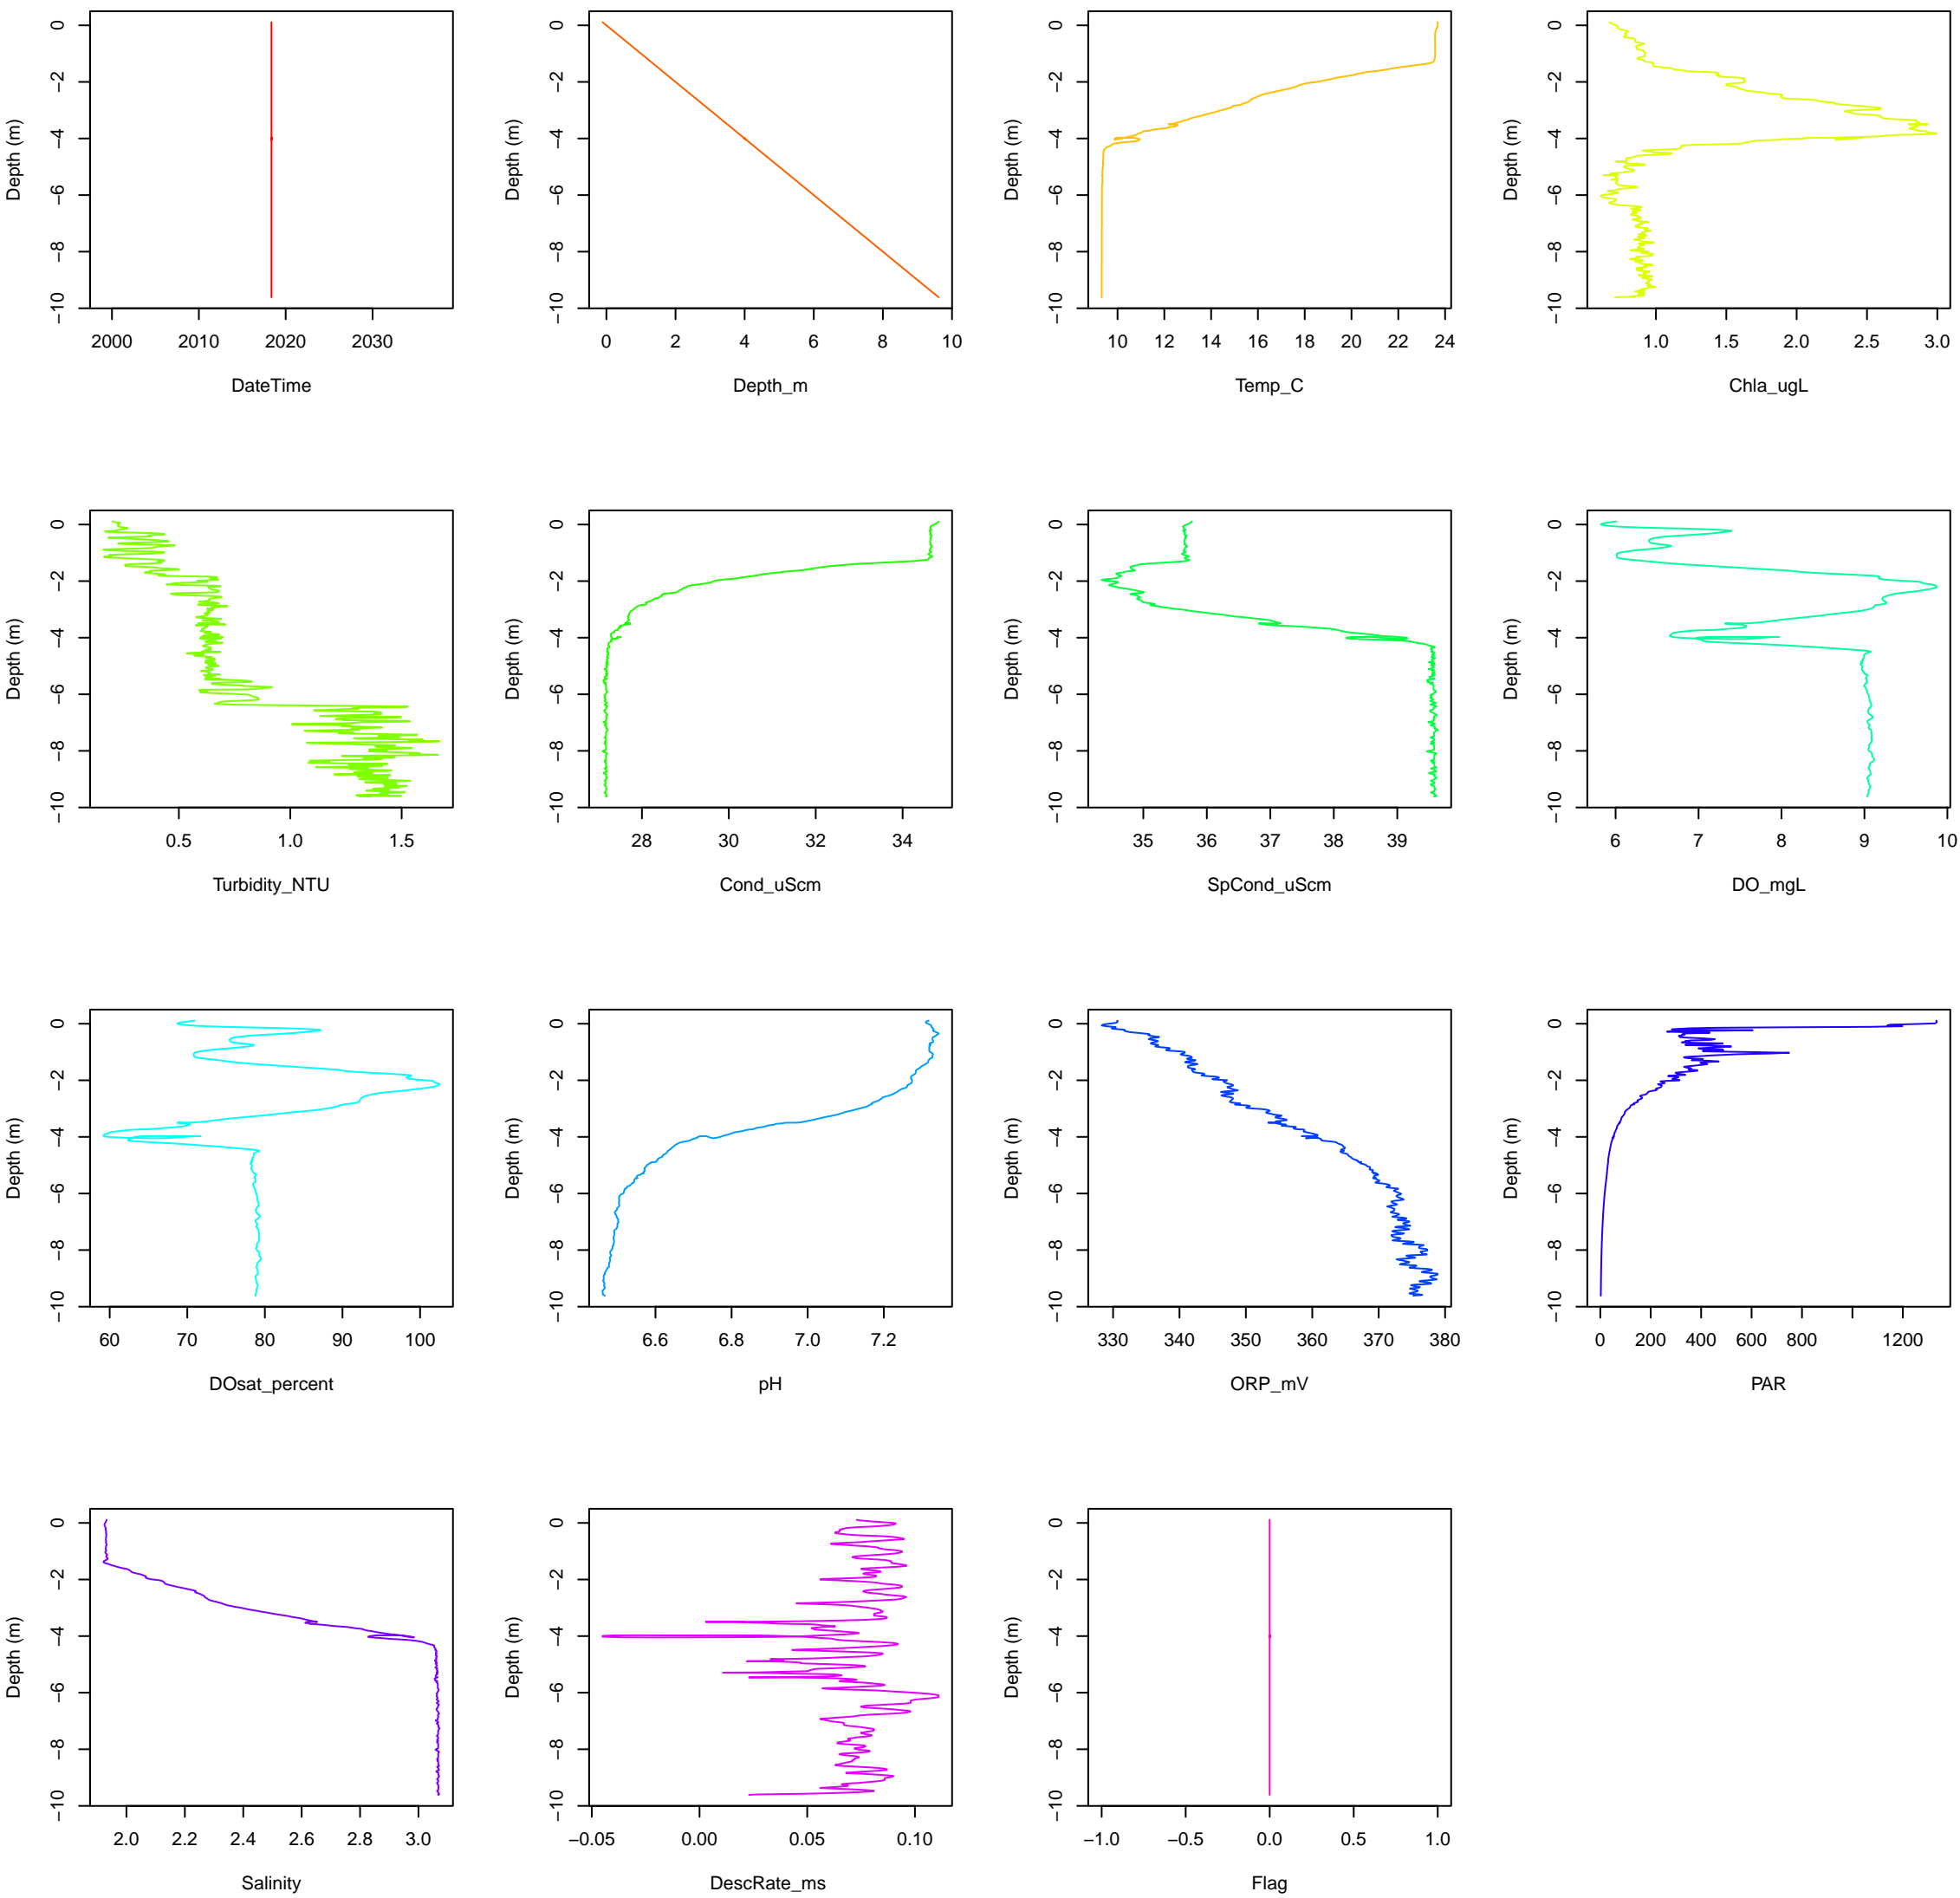 0 0 0 0
−2 −2 −2 −2
Depth (m) Depth (m) Depth (m) Depth (m)
−4 −4 −4 −4
−6 −6 −6 −6
−8 −8 −8 −8
−10 −10 −10 −10
2000 2010 2020 2030 0 2 4 6 8 10 10 12 14 16 18 20 22 24 1.0 1.5 2.0 2.5 3.0
DateTime Depth_m Temp_C Chla_ugL
0 0 0 0
−2 −2 −2 −2
Depth (m) Depth (m) Depth (m) Depth (m)
−4 −4 −4 −4
−6 −6 −6 −6
−8 −8 −8 −8
−10 −10 −10 −10
0.5 1.0 1.5 28 30 32 34 35 36 37 38 39 6 7 8 9 10
Turbidity_NTU Cond_uScm SpCond_uScm DO_mgL
0 0 0 0
−2 −2 −2 −2
Depth (m) Depth (m) Depth (m) Depth (m)
−4 −4 −4 −4
−6 −6 −6 −6
−8 −8 −8 −8
−10 −10 −10 −10
60 70 80 90 100 6.6 6.8 7.0 7.2 330 340 350 360 370 380 0 200 400 600 800 1200
DOsat_percent pH ORP_mV PAR
0 0 0
−2 −2 −2
Depth (m) Depth (m) Depth (m)
−4 −4 −4
−6 −6 −6
−8 −8 −8
−10 −10 −10
2.0 2.2 2.4 2.6 2.8 3.0 −0.05 0.00 0.05 0.10 −1.0 −0.5 0.0 0.5 1.0
Salinity DescRate_ms Flag